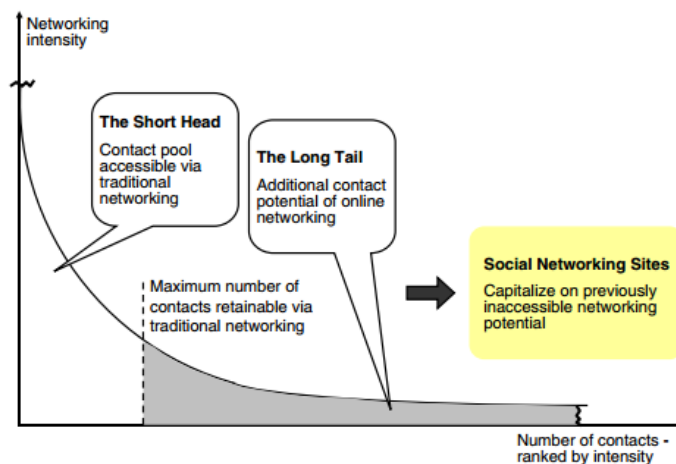 Networking
intensity
The Short Head
Contact pool
accessible via
traditional
networking
The Long Tail
Additional contact
potential of online
networking
Maximum number of
contacts retainable via
traditional networking
Social Networking Sites
Capitalize on previously
inaccessible networking
potential
Number of contacts -
ranked by intensity